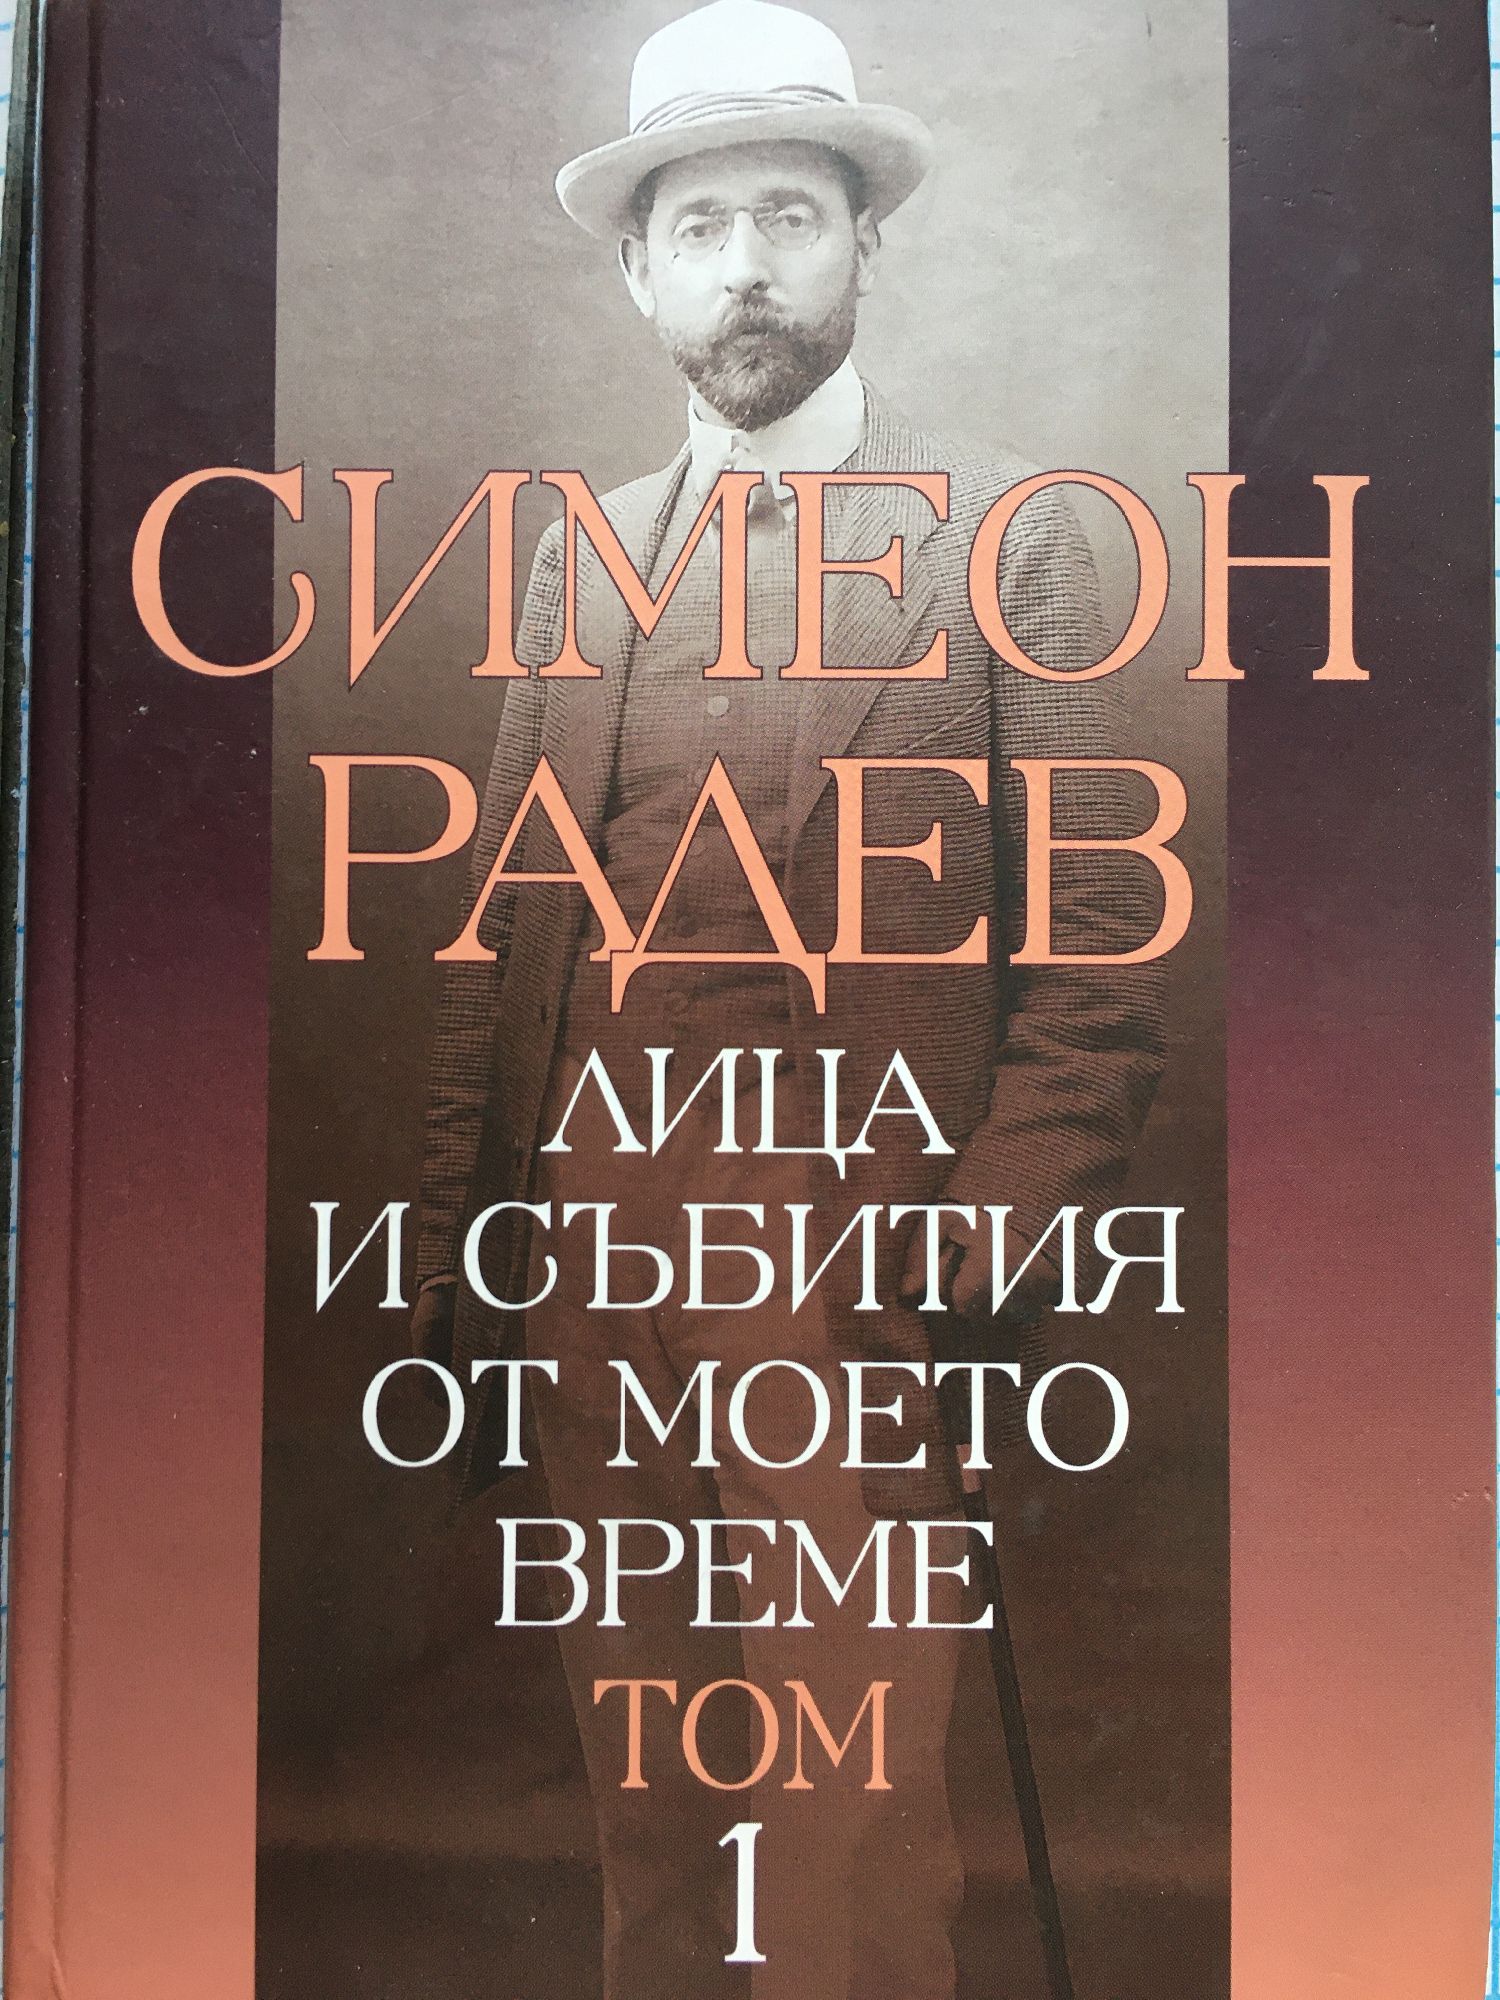 СИМЕОН
РАДЕВ
ЛИЦА
И СЪБИТИЯ
ОТ МОЕТО
ВРЕМЕ
ТОМ
1